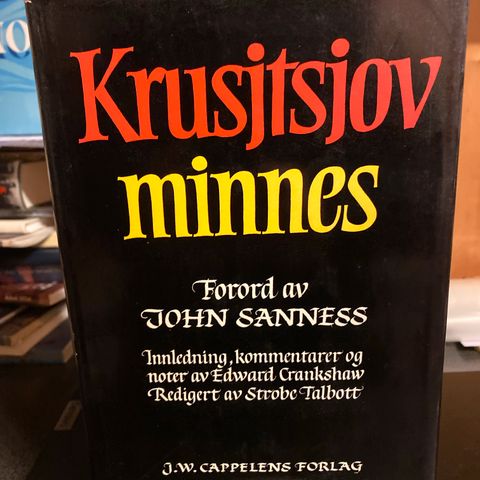 Krusjtsjov
minnes
Forord av
JOHN SANNESS
Innledning, kommentarer og
noter av Edward Crankshaw
Redigert av Strobe Talbott
J.W. CAPPELENS FORLAG